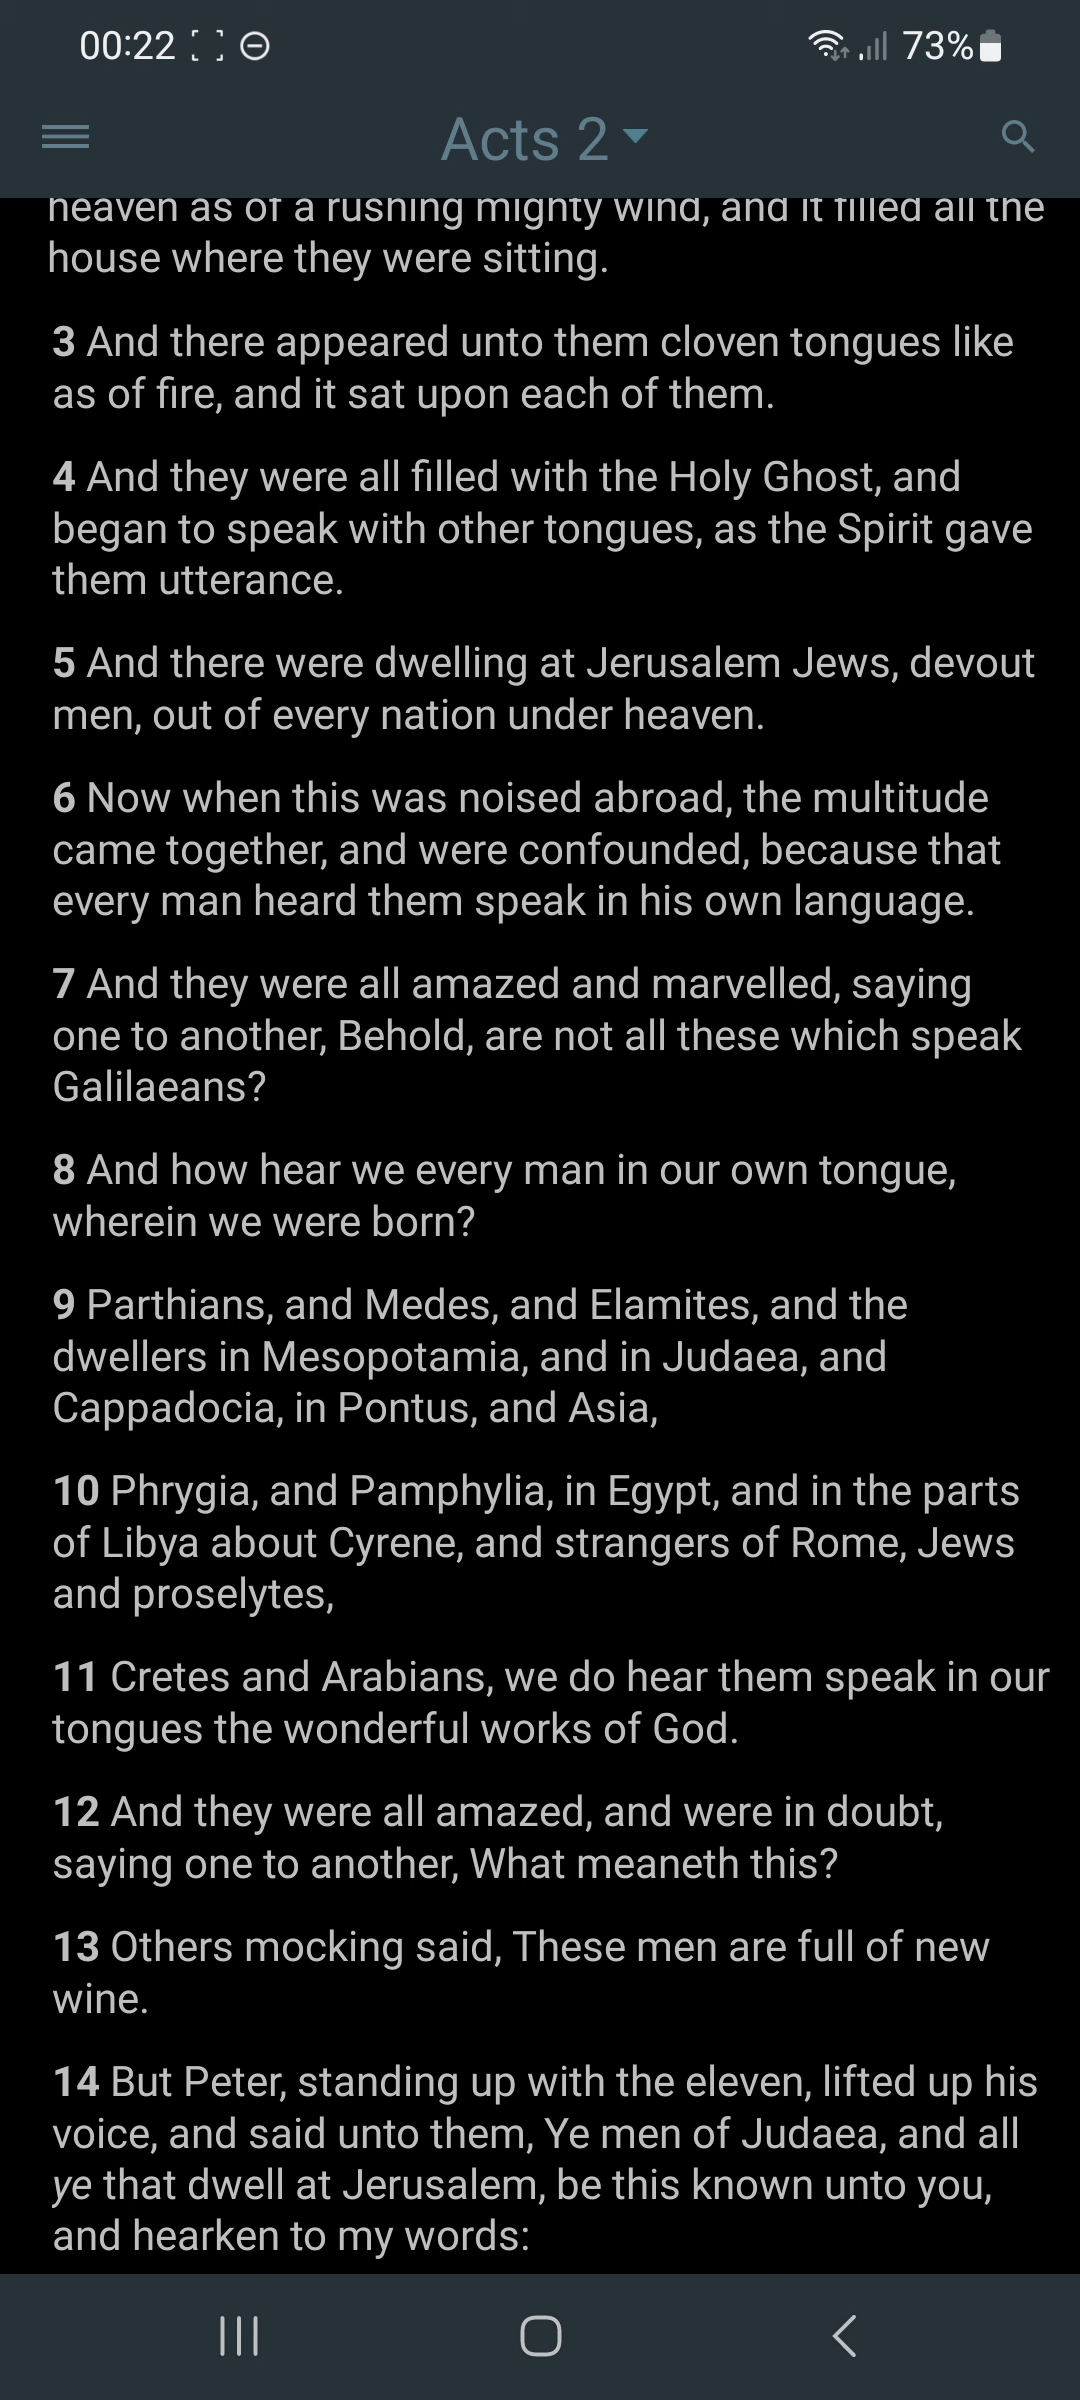 00:22
73%
Acts 2
heaven as of a rushing mighty wind, and it filled all the
house where they were sitting.
3 And there appeared unto them cloven tongues like
as of fire, and it sat upon each of them.
4 And they were all filled with the Holy Ghost, and
began to speak with other tongues, as the Spirit gave
them utterance.
5 And there were dwelling at Jerusalem Jews, devout
men, out of every nation under heaven.
6 Now when this was noised abroad, the multitude
came together, and were confounded, because that
every man heard them speak in his own language.
7 And they were all amazed and marvelled, saying
one to another, Behold, are not all these which speak
Galilaeans?
8 And how hear we every man in our own tongue,
wherein we were born?
9 Parthians, and Medes, and Elamites, and the
dwellers in Mesopotamia, and in Judaea, and
Cappadocia, in Pontus, and Asia,
10 Phrygia, and Pamphylia, in Egypt, and in the parts
of Libya about Cyrene, and strangers of Rome, Jews
and proselytes,
11 Cretes and Arabians, we do hear them speak in our
tongues the wonderful works of God.
12 And they were all amazed, and were in doubt,
saying one to another, What meaneth this?
13 Others mocking said, These men are full of new
wine.
14 But Peter, standing up with the eleven, lifted up his
voice, and said unto them, Ye men of Judaea, and all
ye that dwell at Jerusalem, be this known unto you,
and hearken to my words: